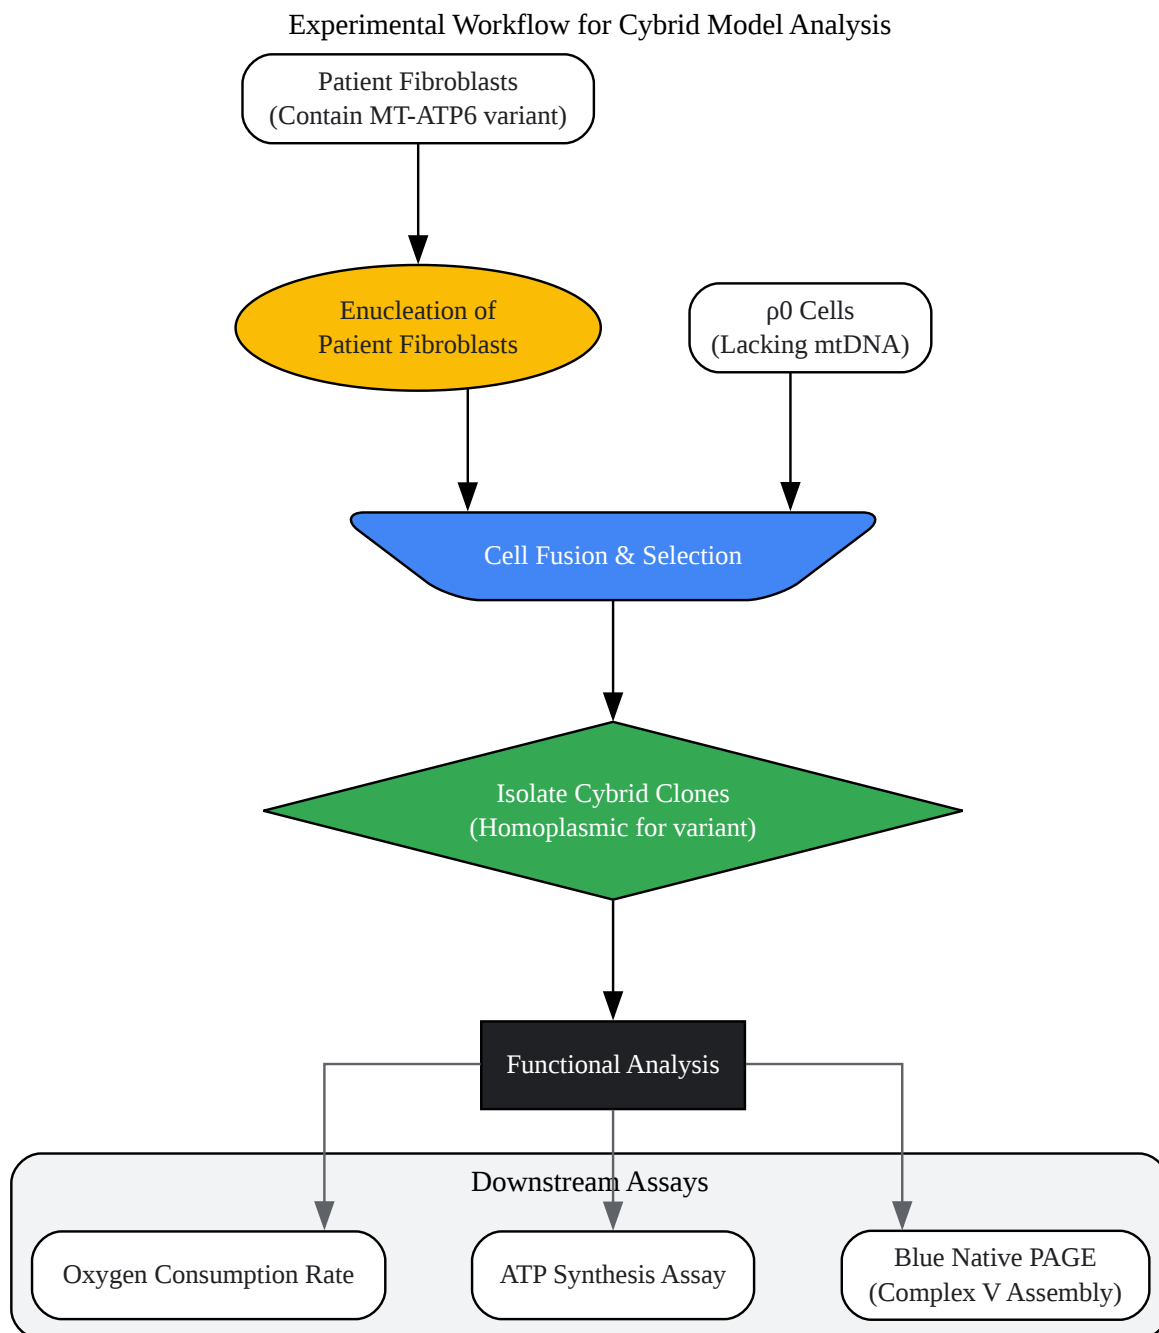 Experimental Workflow for Cybrid Model Analysis
Patient Fibroblasts
(Contain MT-ATP6 variant)
Enucleation of
Patient Fibroblasts
ρ0 Cells
(Lacking mtDNA)
Cell Fusion & Selection
Isolate Cybrid Clones
(Homoplasmic for variant)
Functional Analysis
Downstream Assays
Oxygen Consumption Rate
ATP Synthesis Assay
Blue Native PAGE
(Complex V Assembly)